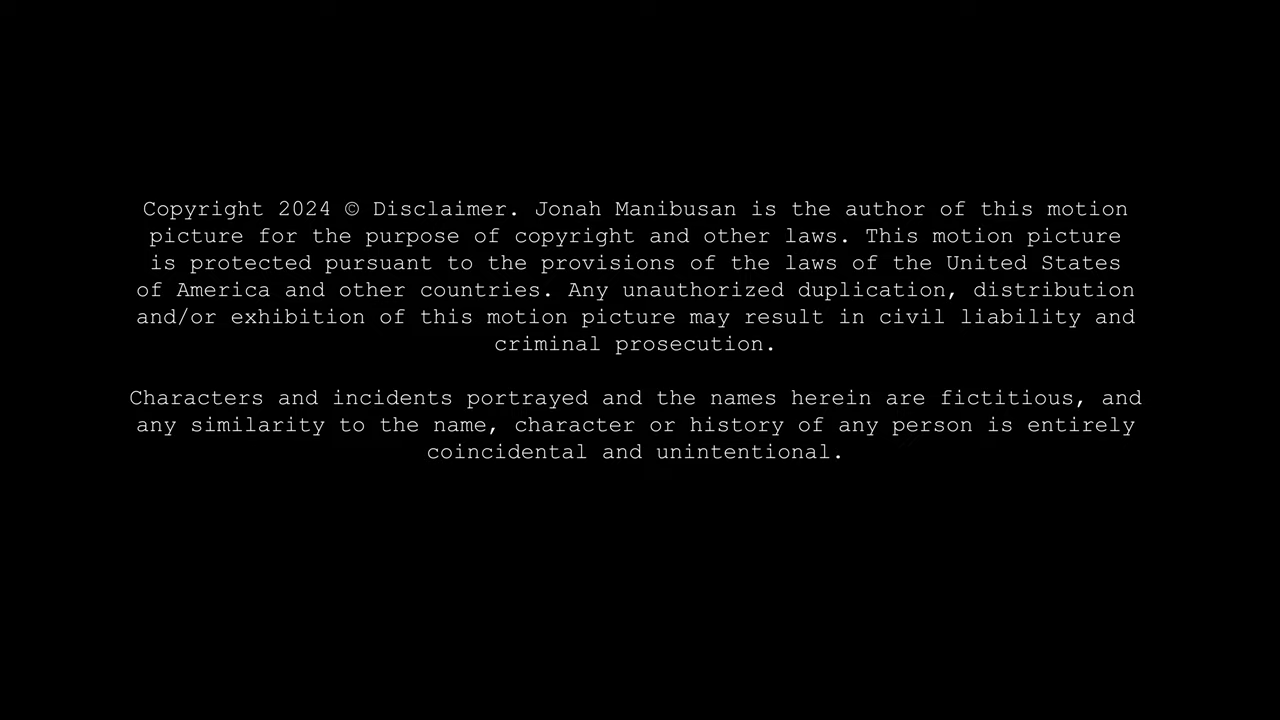 Copyright 2024 © Disclaimer. Jonah Manibusan is the author of this motion
picture for the purpose of copyright and other laws. This motion picture
is protected pursuant to the provisions of the laws of the United States
of America and other countries. Any unauthorized duplication, distribution
and/or exhibition of this motion picture may result in civil liability and
criminal prosecution.
Characters and incidents portrayed and the names herein are fictitious, and
any similarity to the name, character or history of any person is entirely
coincidental and unintentional.